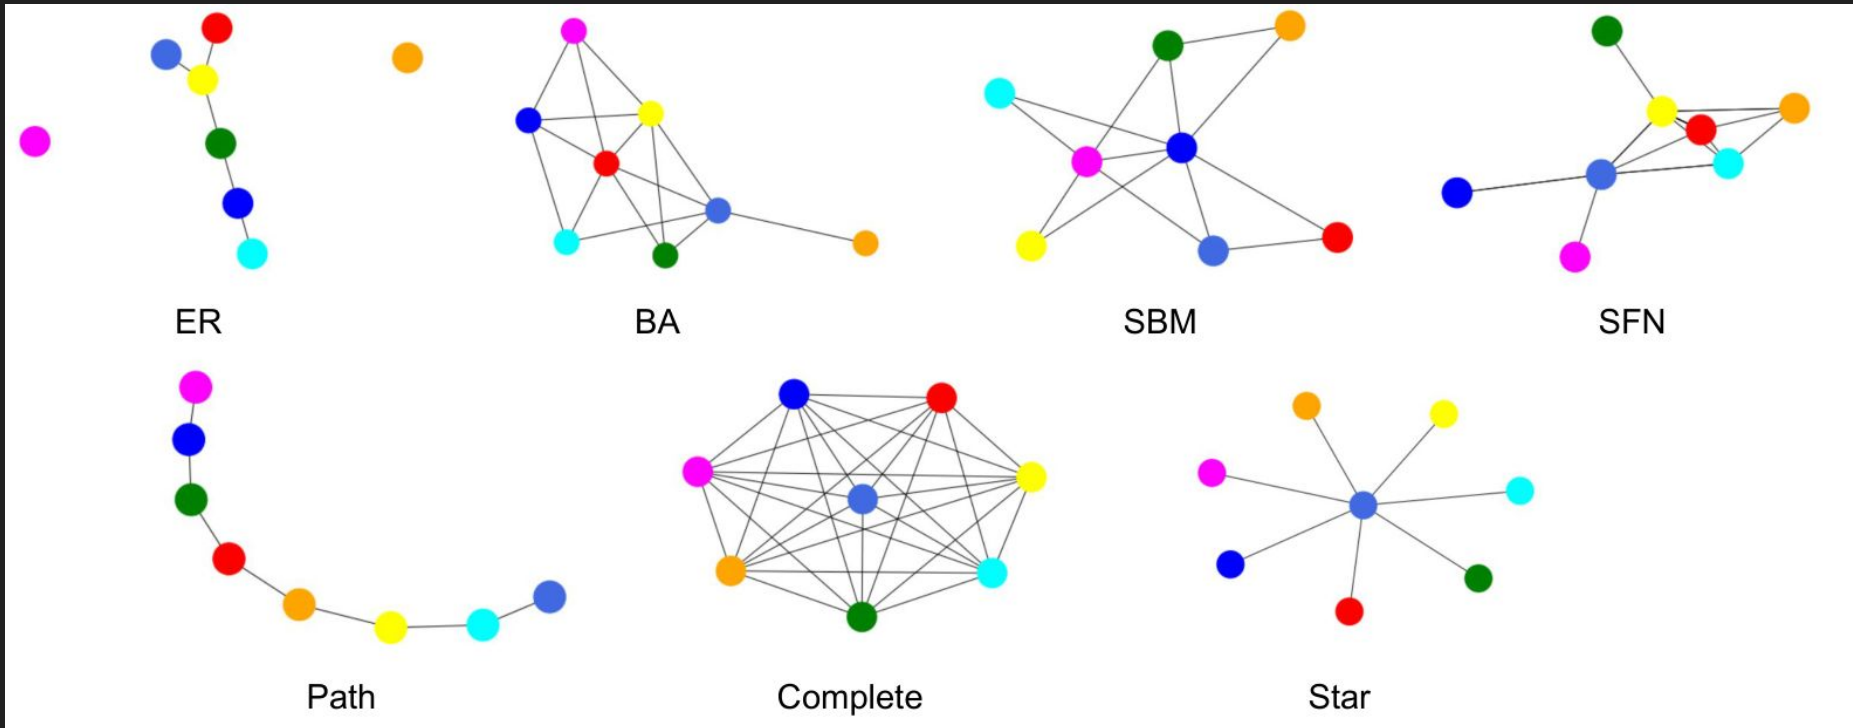 ER
BA
SBM
SFN
Path
Complete
Star